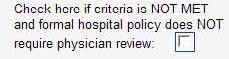 Check here if criteria is NOT MET
and formal hospital policy does NOT
require physician review: